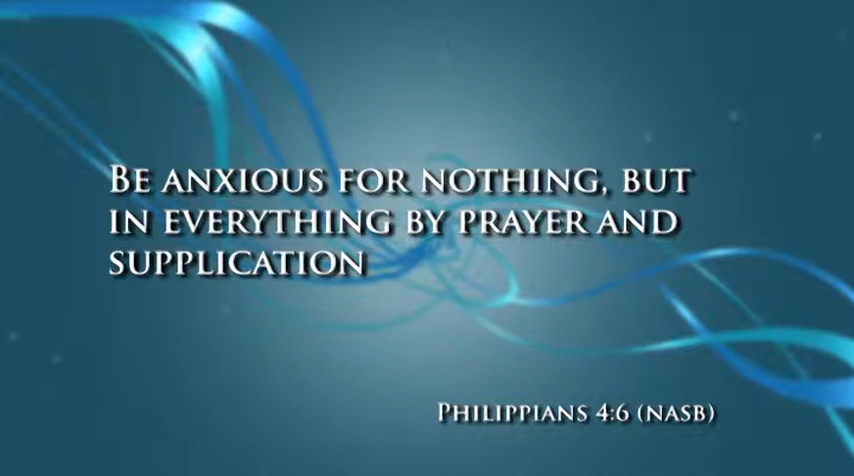 Be anxious for nothing, but
in everything by prayer and
supplication
Philippians 4:6 (NASB)